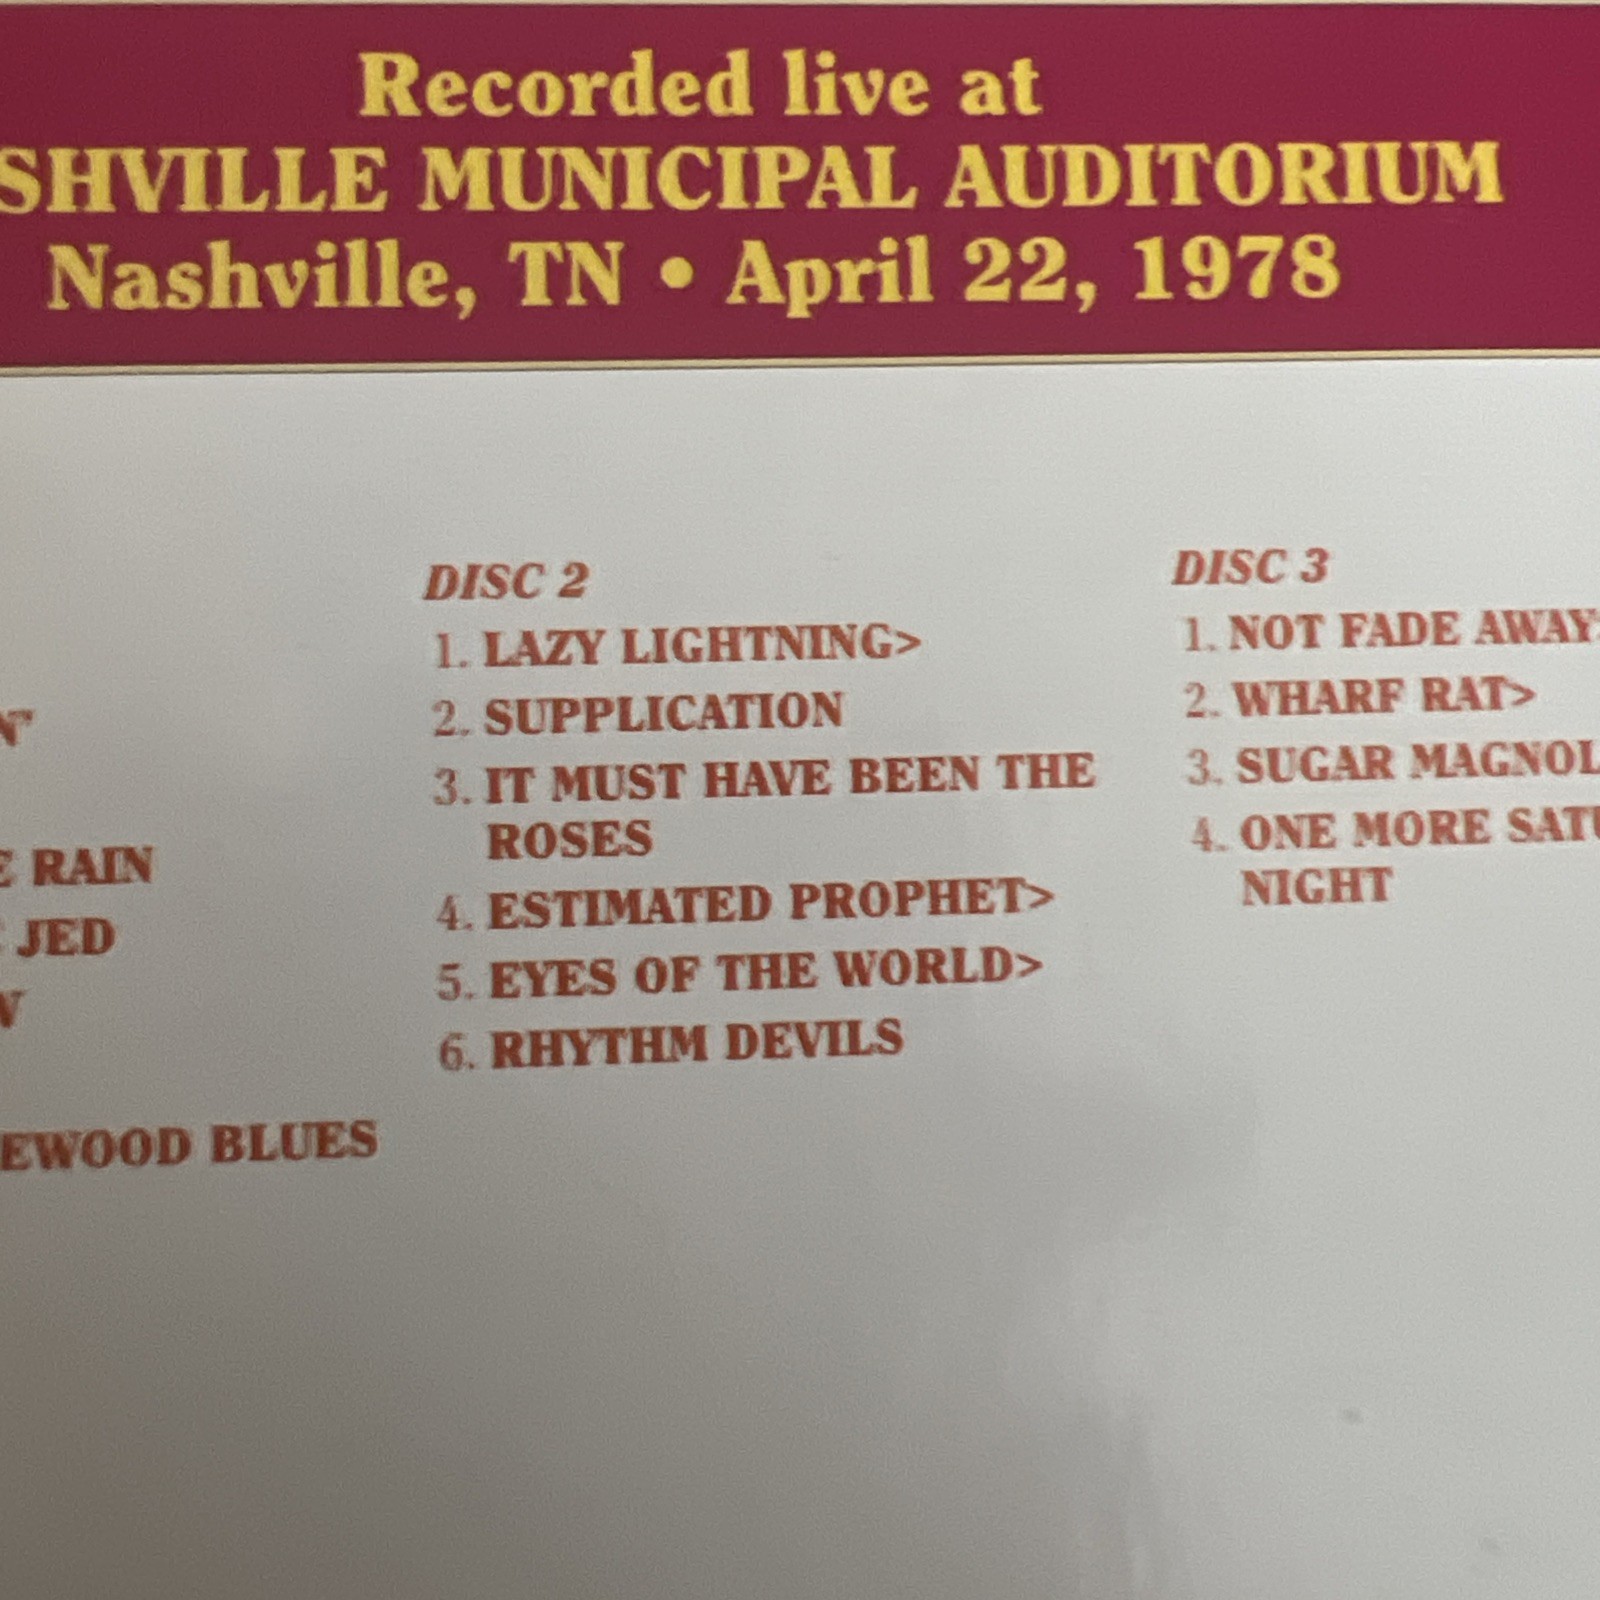 Recorded live at
SHVILLE MUNICIPAL AUDITORIUM
Nashville, TN • April 22, 1978
N"
E RAIN
JED
W
EWOOD BLUES
DISC 2
1. LAZY LIGHTNING>
2. SUPPLICATION
3. IT MUST HAVE BEEN THE
ROSES
4. ESTIMATED PROPHET>
5. EYES OF THE WORLD>
6. RHYTHM DEVILS
DISC 3
1. NOT FADE AWAY
2. WHARF RAT>
3. SUGAR MAGNOL
4. ONE MORE SATU
NIGHT